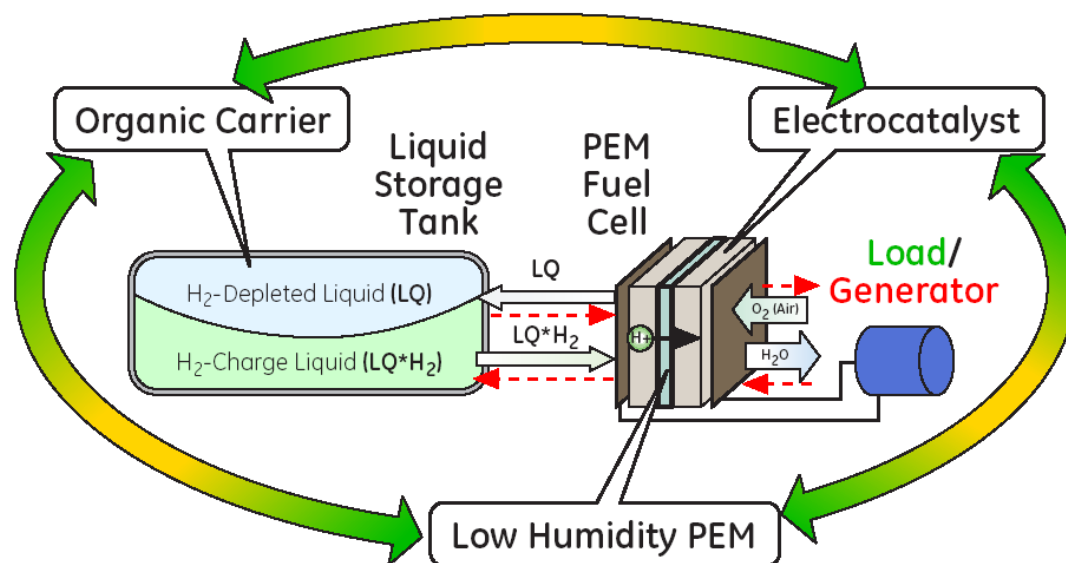 Organic Carrier
Electrocatalyst
Liquid
Storage
Tank
PEM
Fuel
Cell
Load/
Generator
LQ
H₂-Depleted Liquid (LQ)
O₂ (Air)
LQ*H₂
H+
H₂-Charge Liquid (LQ*H₂)
H₂O
Low Humidity PEM